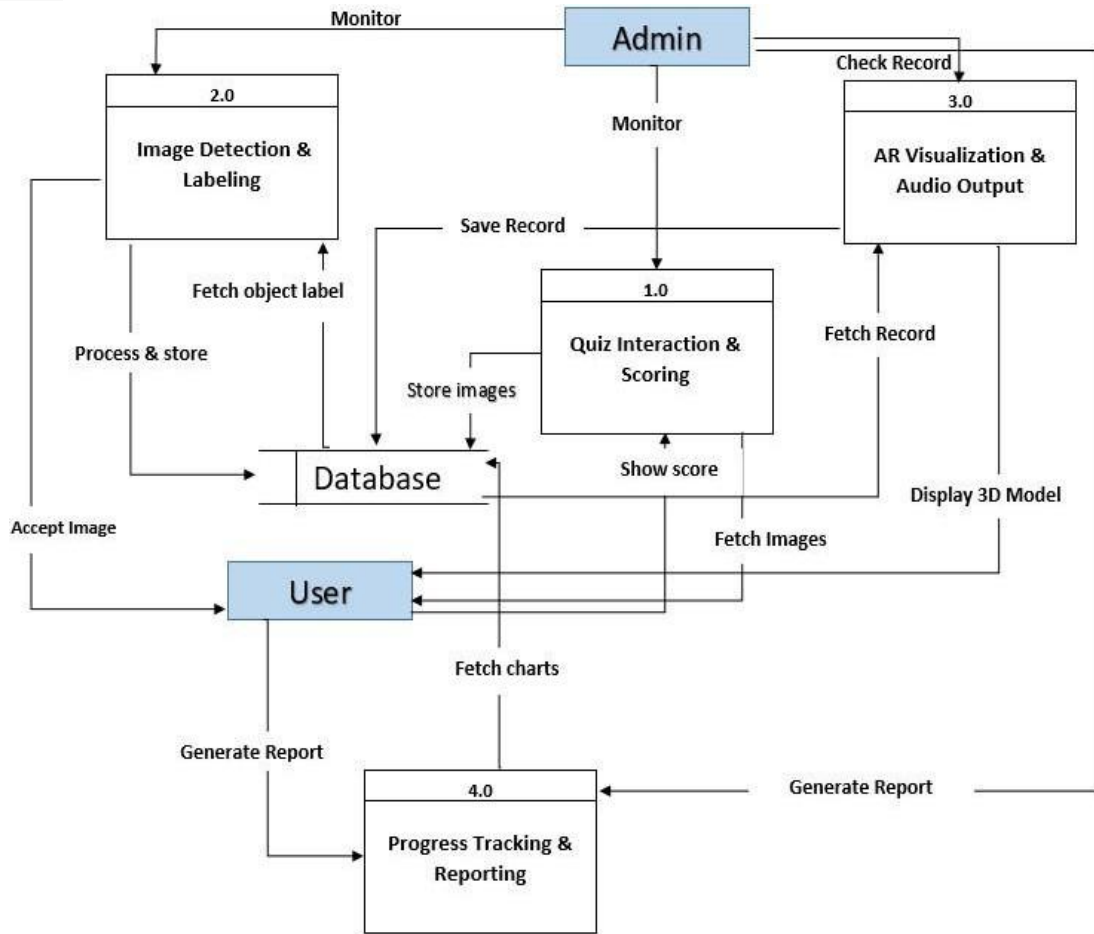 Monitor
Admin
Check Record
2.0
Image Detection &
Labeling
Monitor
3.0
AR Visualization &
Audio Output
Save Record
Fetch object label
1.0
Quiz Interaction &
Scoring
Fetch Record
Process & store
Store images
Database
Show score
Display 3D Model
Accept Image
Fetch Images
User
Fetch charts
Generate Report
4.0
Progress Tracking &
Reporting
Generate Report